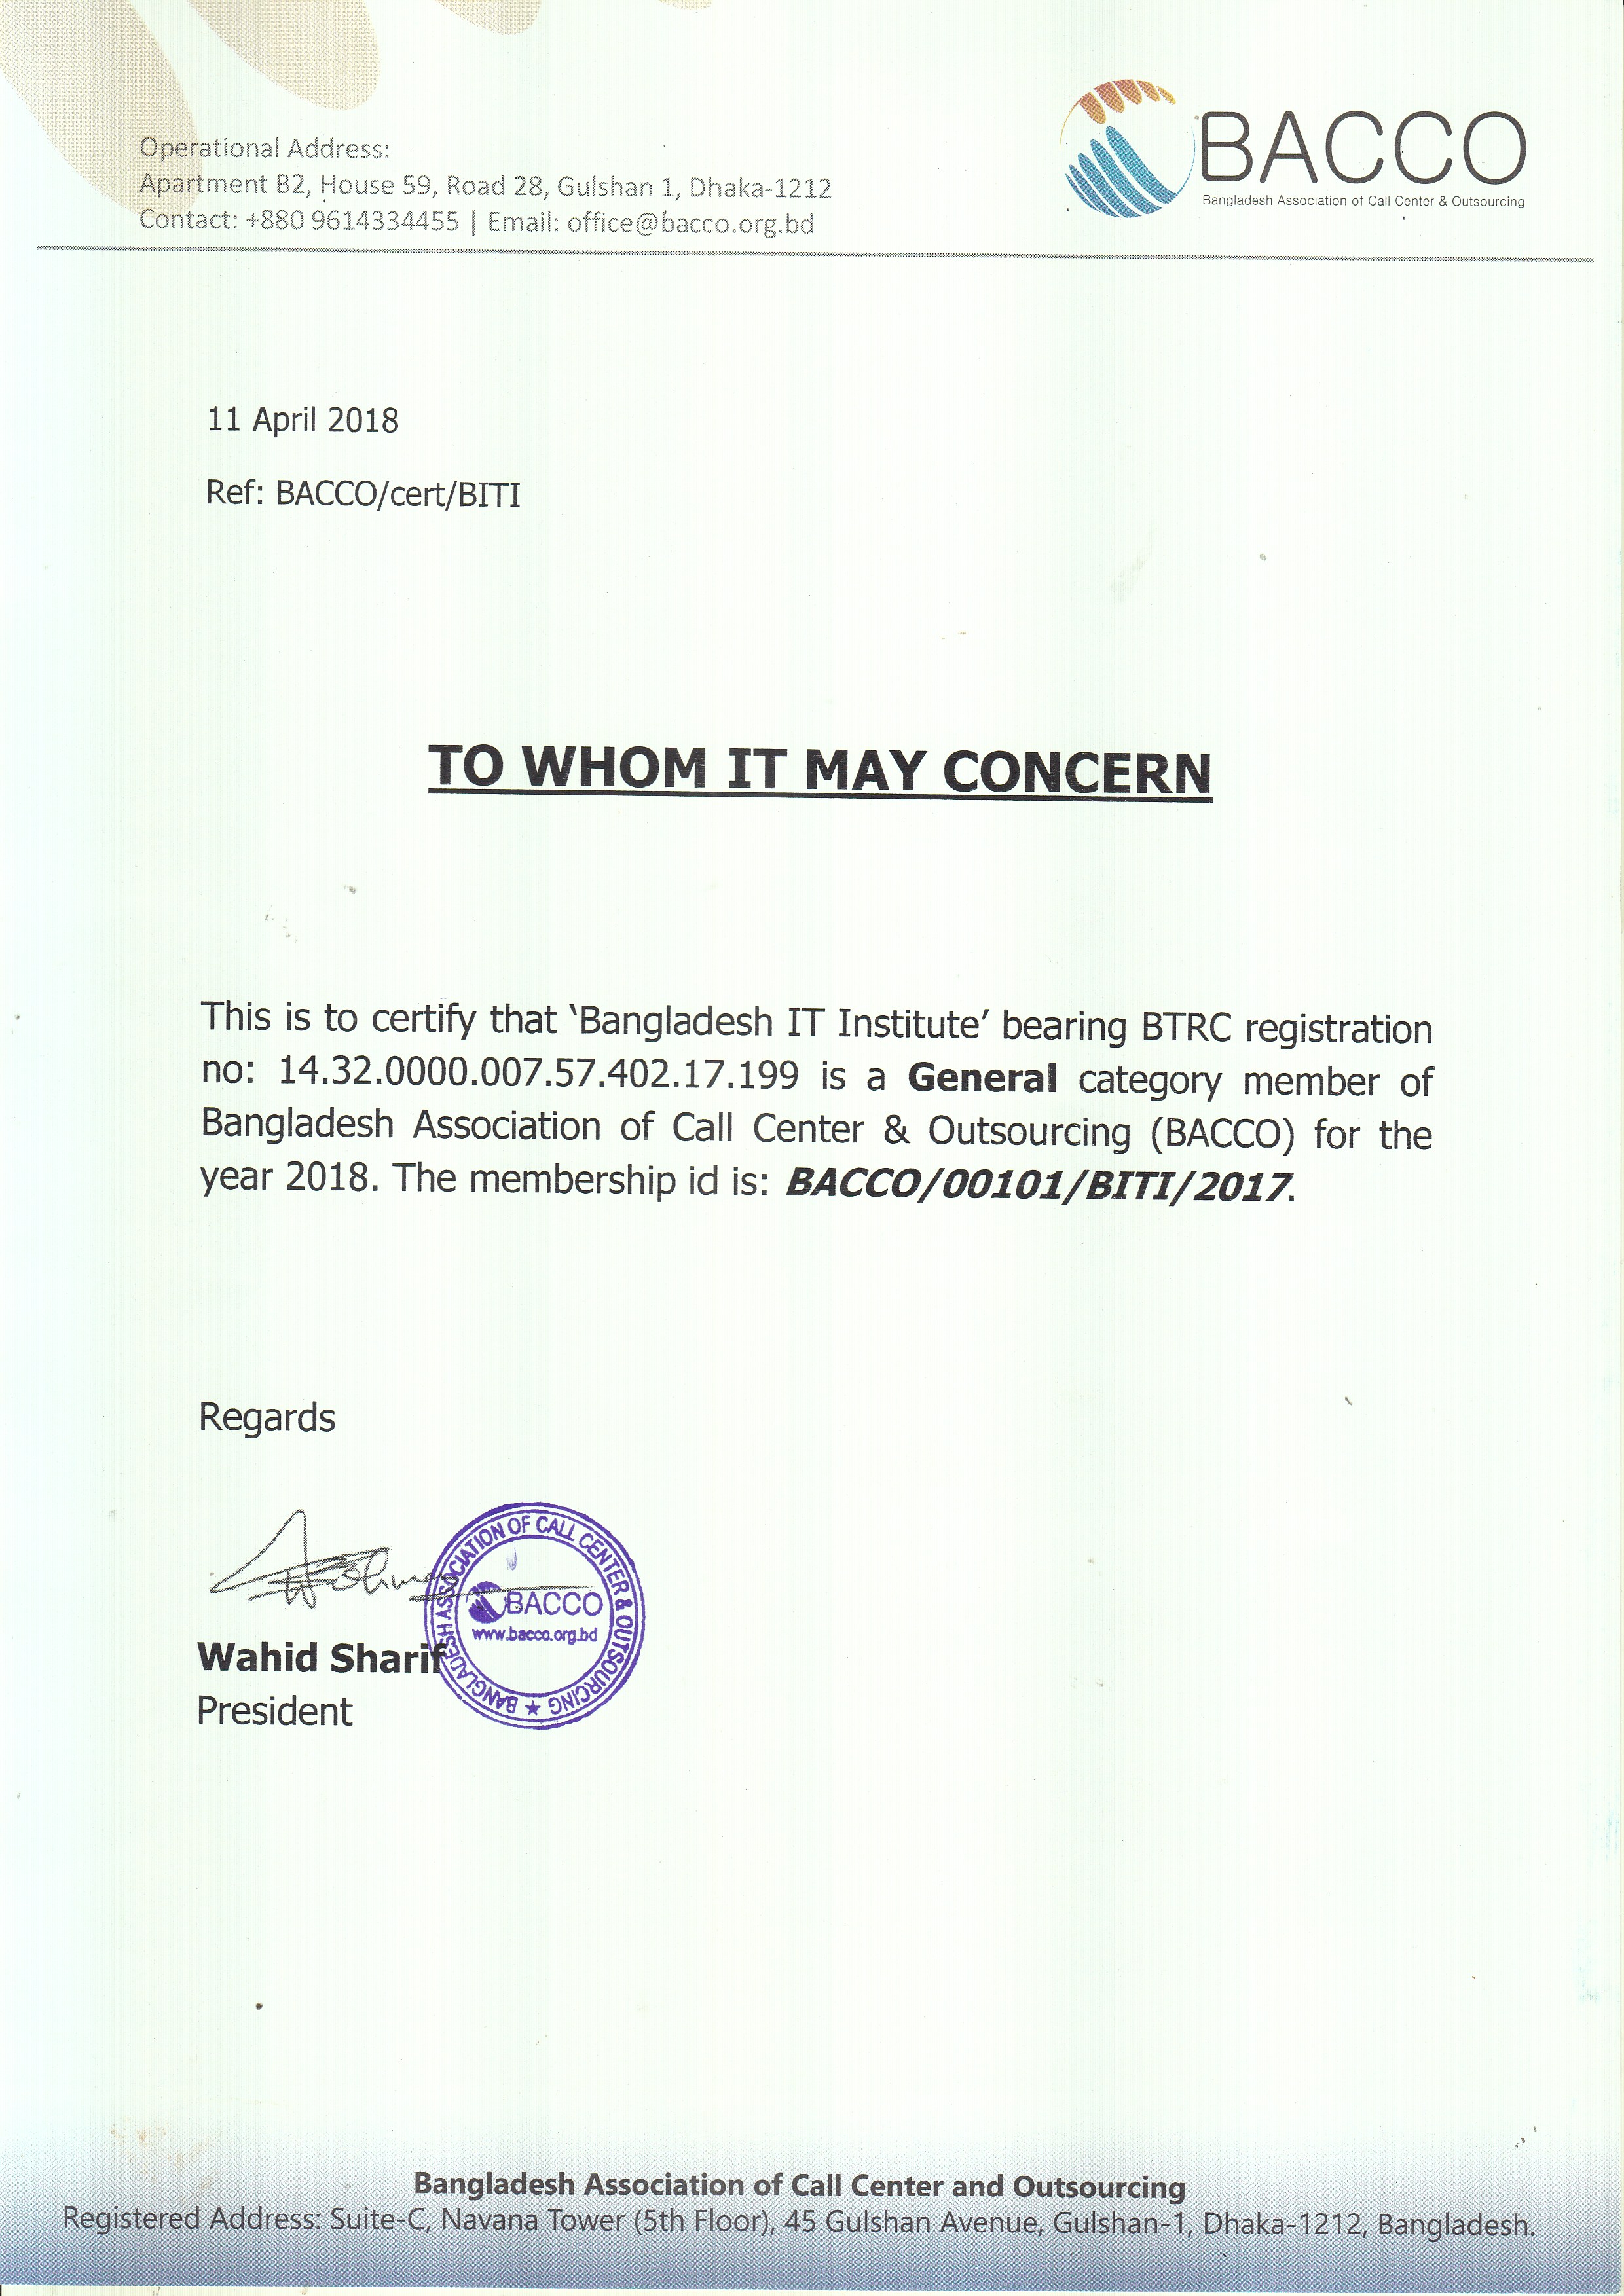 Operational Address:
Apartment B2, House 59, Road 28, Gulshan 1, Dhaka-1212
Contact: +880 9614334455 | Email: office@bacco.org.bd
BACCO
Bangladesh Association of Call Center & Outsourcing
11 April 2018
Ref: BACCO/cert/BITI
TO WHOM IT MAY CONCERN
This is to certify that ‘Bangladesh IT Institute’ bearing BTRC registration
no: 14.32.0000.007.57.402.17.199 is a General category member of
Bangladesh Association of Call Center & Outsourcing (BACCO) for the
year 2018. The membership id is: BACCO/00101/BITI/2017.
Regards
BANGLADESH ASSOCIATION OF CALL CENTER & OUTSOURCING
BACCO
www.bacco.org.bd
Wahid Sharif
President
Bangladesh Association of Call Center and Outsourcing
Registered Address: Suite-C, Navana Tower (5th Floor), 45 Gulshan Avenue, Gulshan-1, Dhaka-1212, Bangladesh.